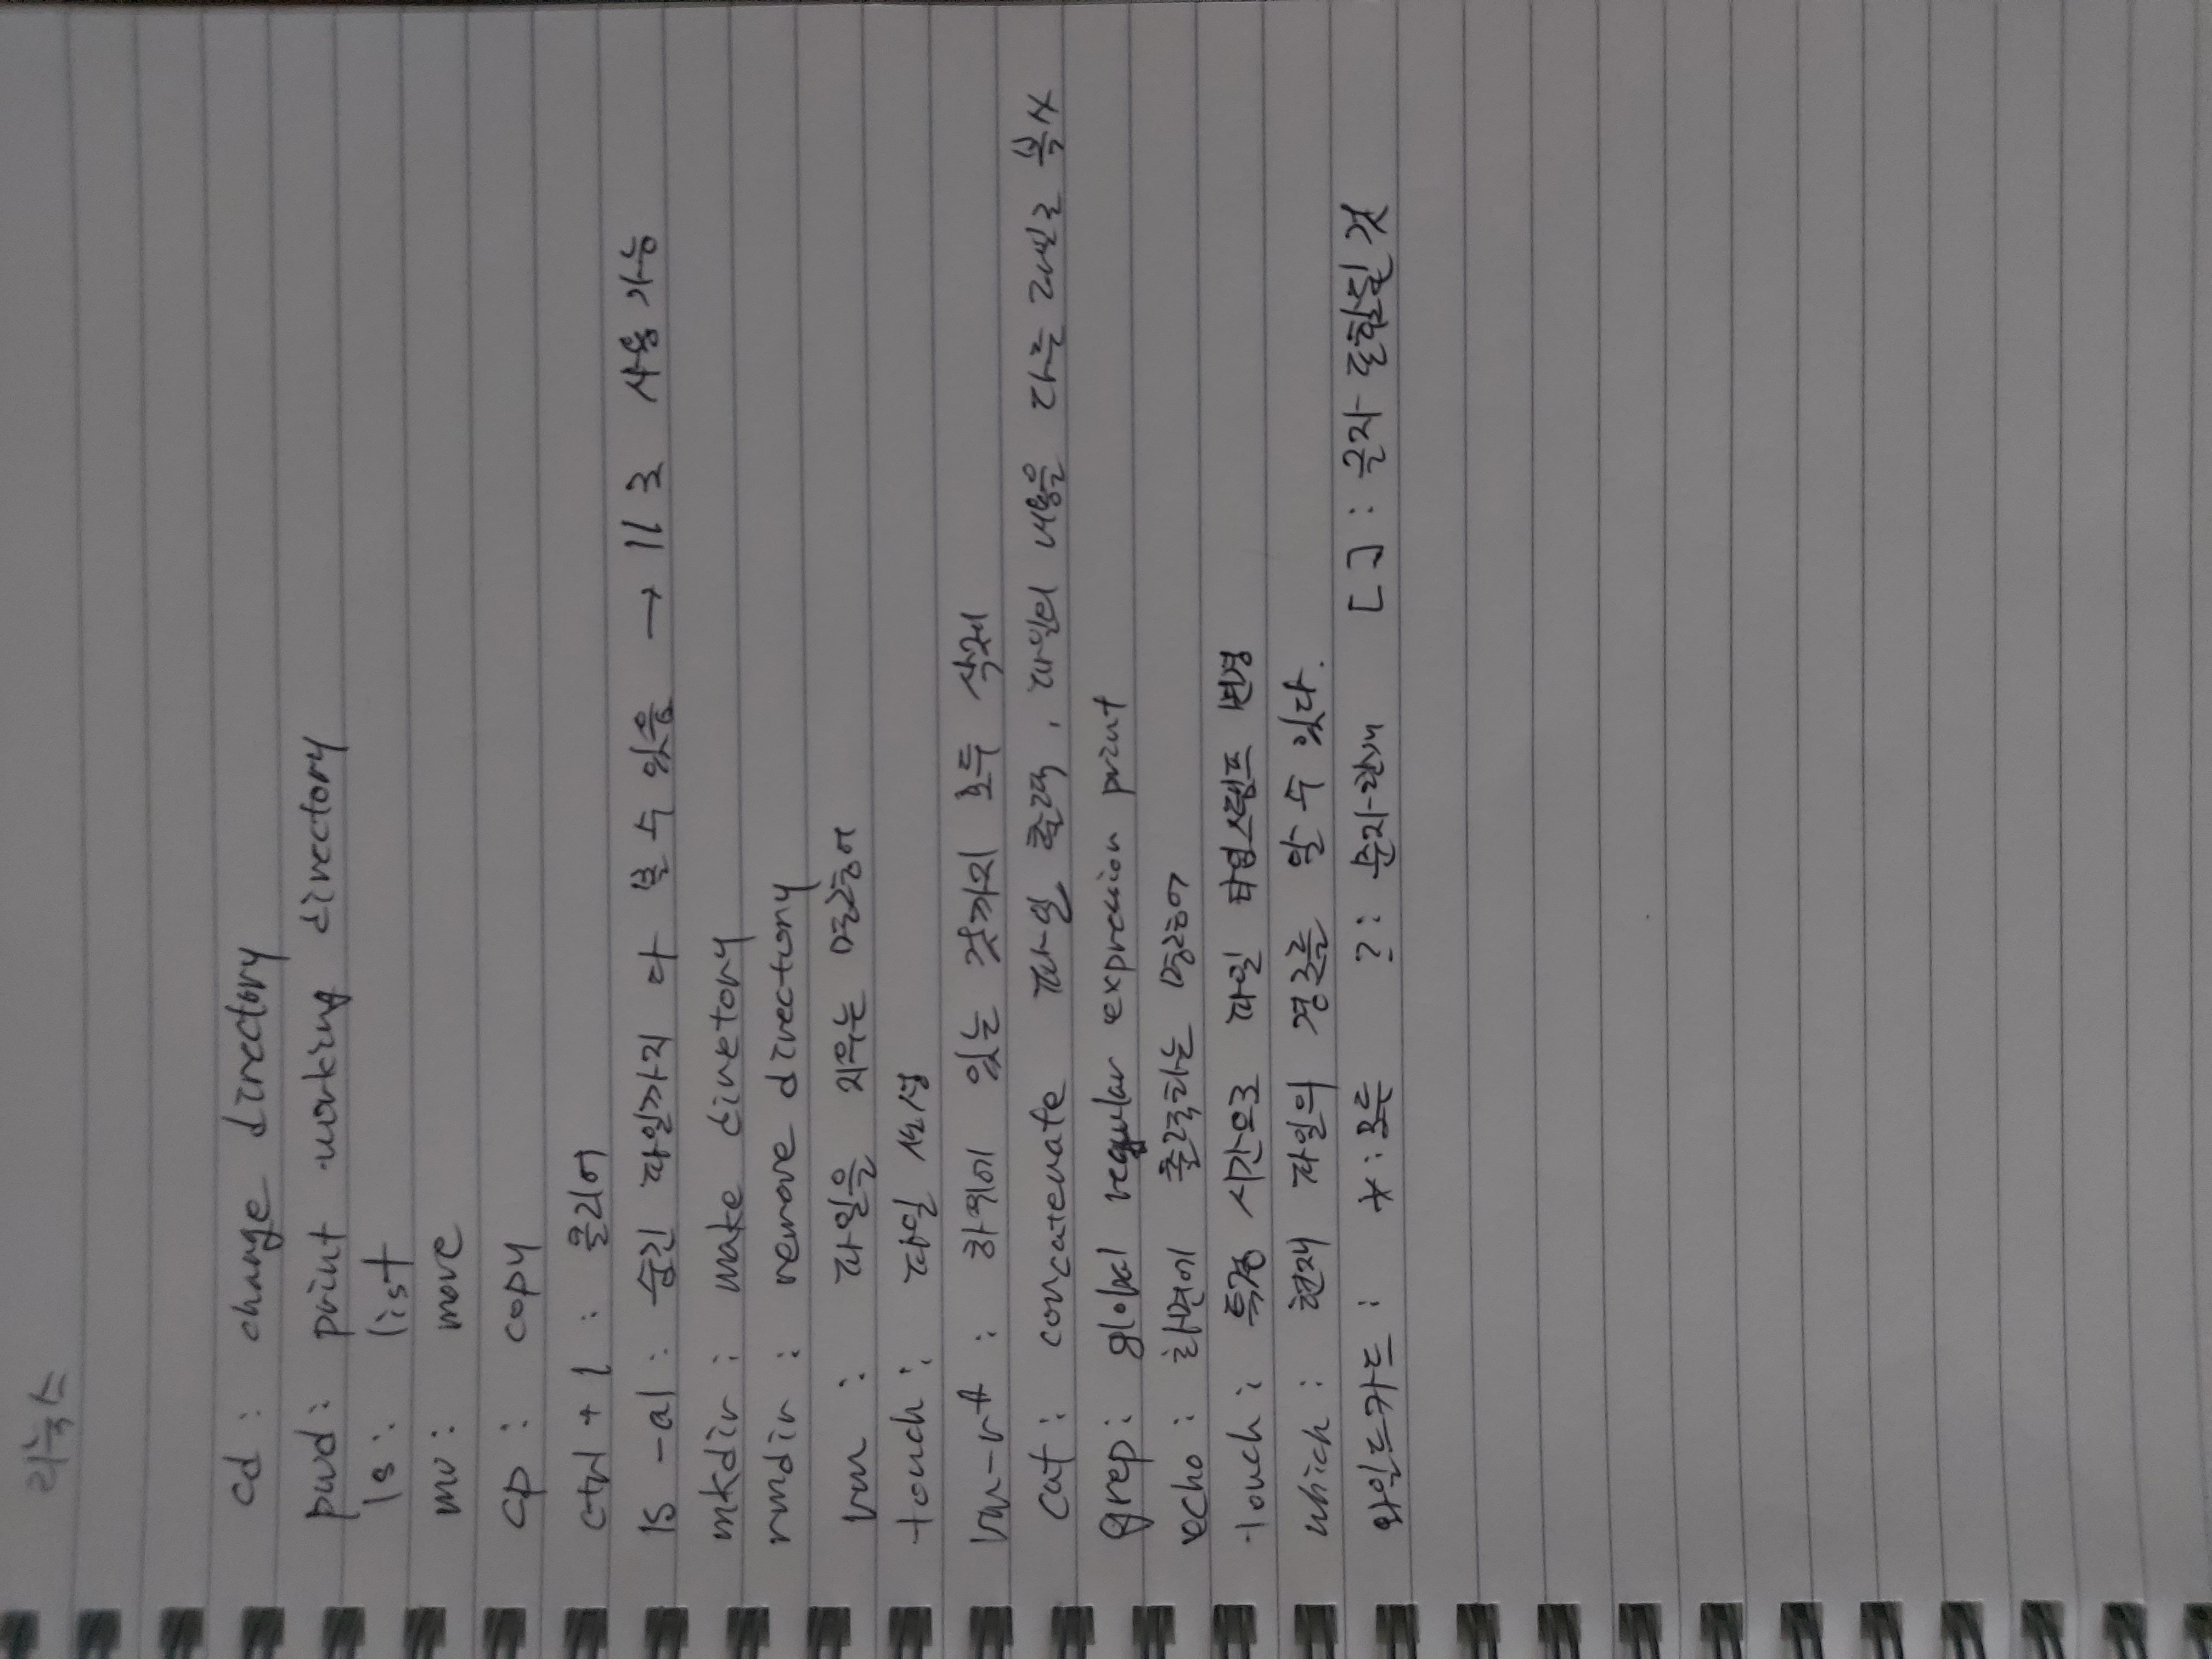 리눅스
cd : change directory
pwd : print working directory
ls : list
mv : move
cp : copy
ctrl + l :클리어
ls -al : 숨긴 파일까지 다 볼 수 있음 → ll 로 사용 가능
mkdir : make diretory
rmdir : remove directory
rm : 파일을 지우는 명령어
touch : 파일 생성
rm -rf : 하위에 있는 것까지 모두 삭제
cat : concatenate 파일 출력, 파일의 내용을 다른 파일로 복사
grep : global regular expression print
echo : 화면에 출력하는 명령어
touch : 특정 시간으로 파일 타임스탬프 변경
which : 현재 파일의 경로를 알 수 있다.
와일드카드 : * : 모두 ? : 문자한개 [ ] : 글자 포함될 것